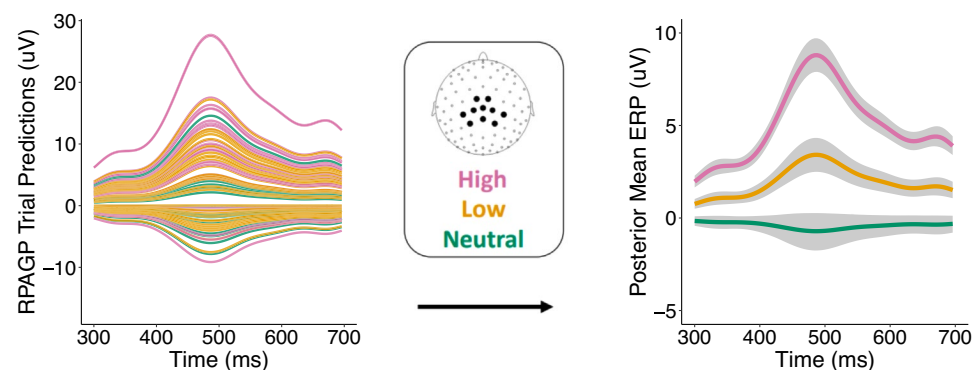 RPAGP Trial Predictions (uV)
30
20
10
0
−10
300 400 500 600 700
Time (ms)
High
Low
Neutral
Posterior Mean ERP (uV)
10
5
0
−5
300 400 500 600 700
Time (ms)